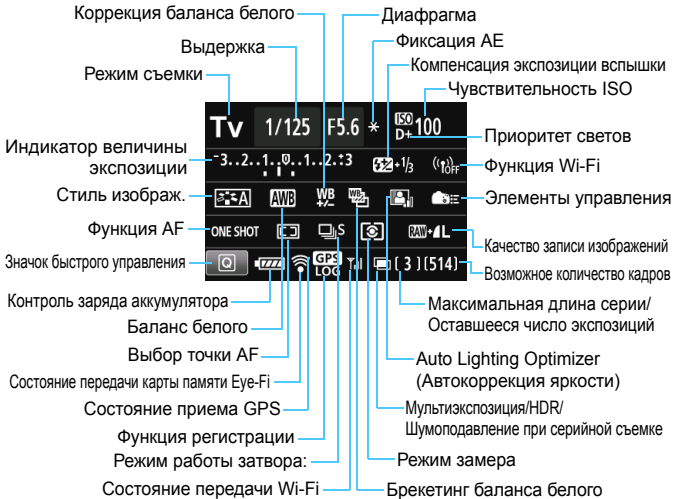 Коррекция баланса белого
Диафрагма
Выдержка
Фиксация AE
Режим съемки
Компенсация экспозиции вспышки
Чувствительность ISO
Tv 1/125 F5.6 * ISO 100
D+
Приоритет светов
Индикатор величины
экспозиции
-3..2..1..0..1..2..+3
+1/3
OFF
Функция Wi-Fi
Стиль изображ.
A AWB WB +/- WB
Элементы управления
Функция AF
ONE SHOT S RAW+L
Качество записи изображений
Значок быстрого управления
Q GPS LOG [ 3 ] [514]
Возможное количество кадров
Контроль заряда аккумулятора
Максимальная длина серии/
Оставшееся число экспозиций
Баланс белого
Выбор точки AF
Auto Lighting Optimizer
(Автокоррекция яркости)
Состояние передачи карты памяти Eye-Fi
Состояние приема GPS
Мультиэкспозиция/HDR/
Шумоподавление при серийной съемке
Функция регистрации
Режим работы затвора:
Режим замера
Состояние передачи Wi-Fi
Брекетинг баланса белого